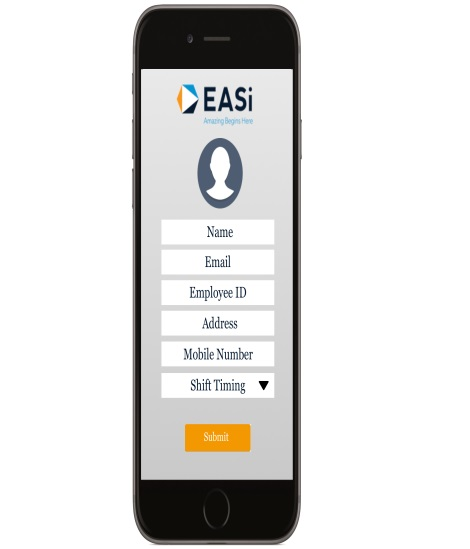 EASi
Amazing Begins Here
Name
Email
Employee ID
Address
Mobile Number
Shift Timing
Submit